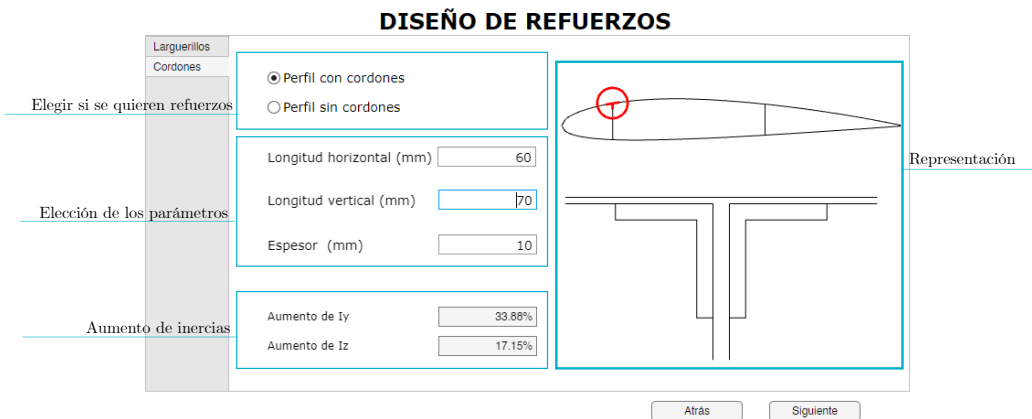 DISEÑO DE REFUERZOS
Larguerillos
Cordones
Perfil con cordones
Perfil sin cordones
Elegir si se quieren refuerzos
Longitud horizontal (mm) 60
Longitud vertical (mm) 70
Espesor (mm) 10
Elección de los parámetros
Representación
Aumento de Iy 33.88%
Aumento de Iz 17.15%
Aumento de inercias
Atrás
Siguiente